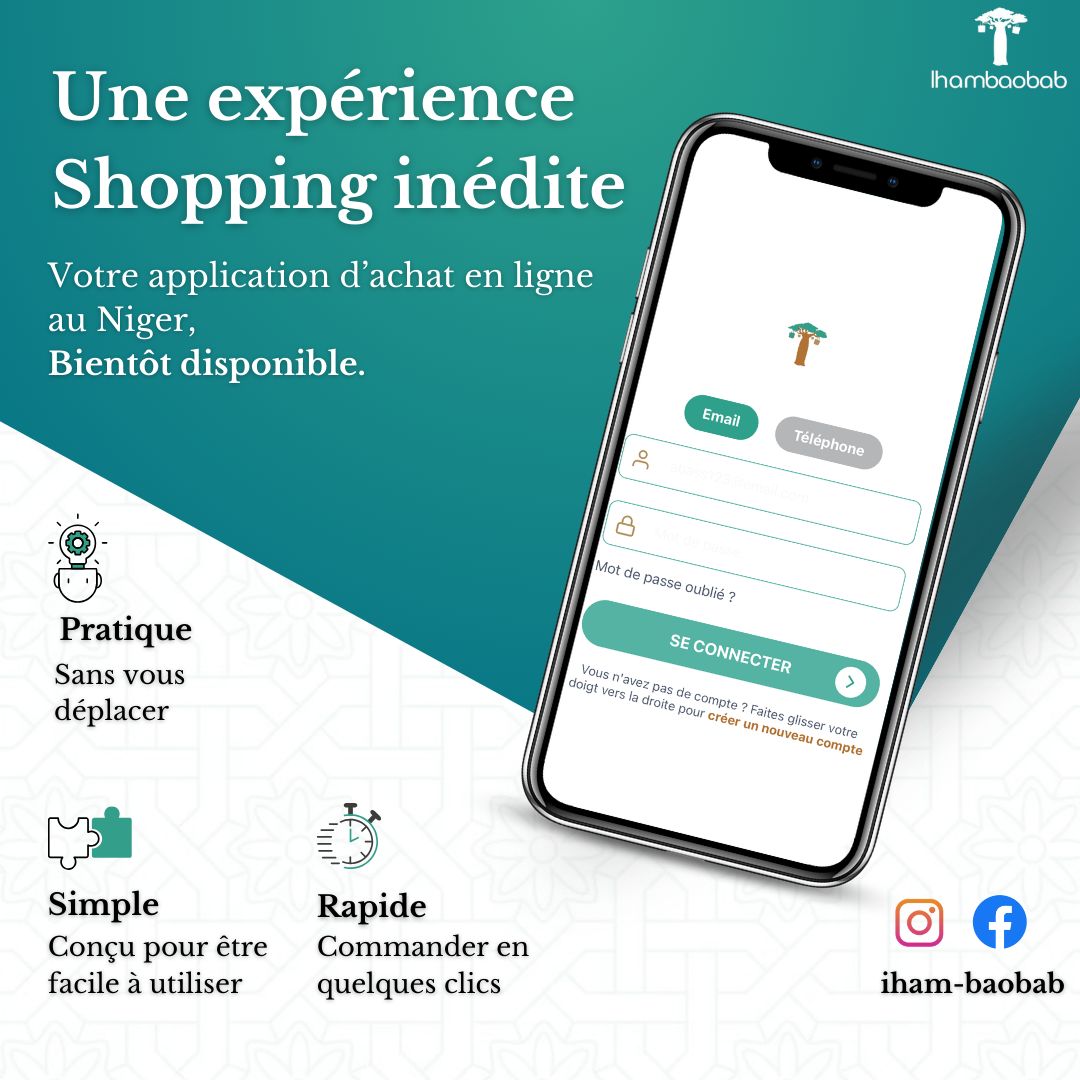 Ihambaobab
Une expérience
Shopping inédite
Votre application d’achat en ligne
au Niger,
Bientôt disponible.
Email
Téléphone
Mot de passe
Mot de passe oublié ?
SE CONNECTER
Vous n’avez pas de compte ? Faites glisser votre
doigt vers la droite pour créer un nouveau compte
Pratique
Sans vous
déplacer
Simple
Conçu pour être
facile à utiliser
Rapide
Commander en
quelques clics
iham-baobab